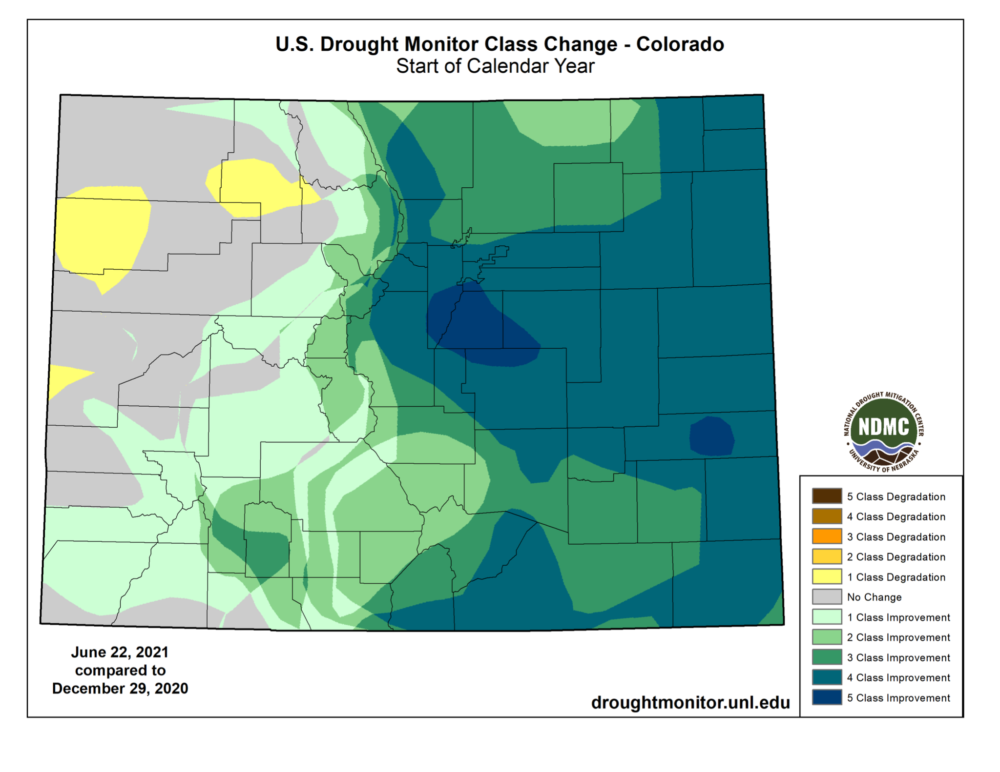 U.S. Drought Monitor Class Change - Colorado
Start of Calendar Year
NATIONAL DROUGHT MITIGATION CENTER
NDMC
• UNIVERSITY OF NEBRASKA •
5 Class Degradation
4 Class Degradation
3 Class Degradation
2 Class Degradation
1 Class Degradation
No Change
1 Class Improvement
2 Class Improvement
3 Class Improvement
4 Class Improvement
5 Class Improvement
June 22, 2021
compared to
December 29, 2020
droughtmonitor.unl.edu